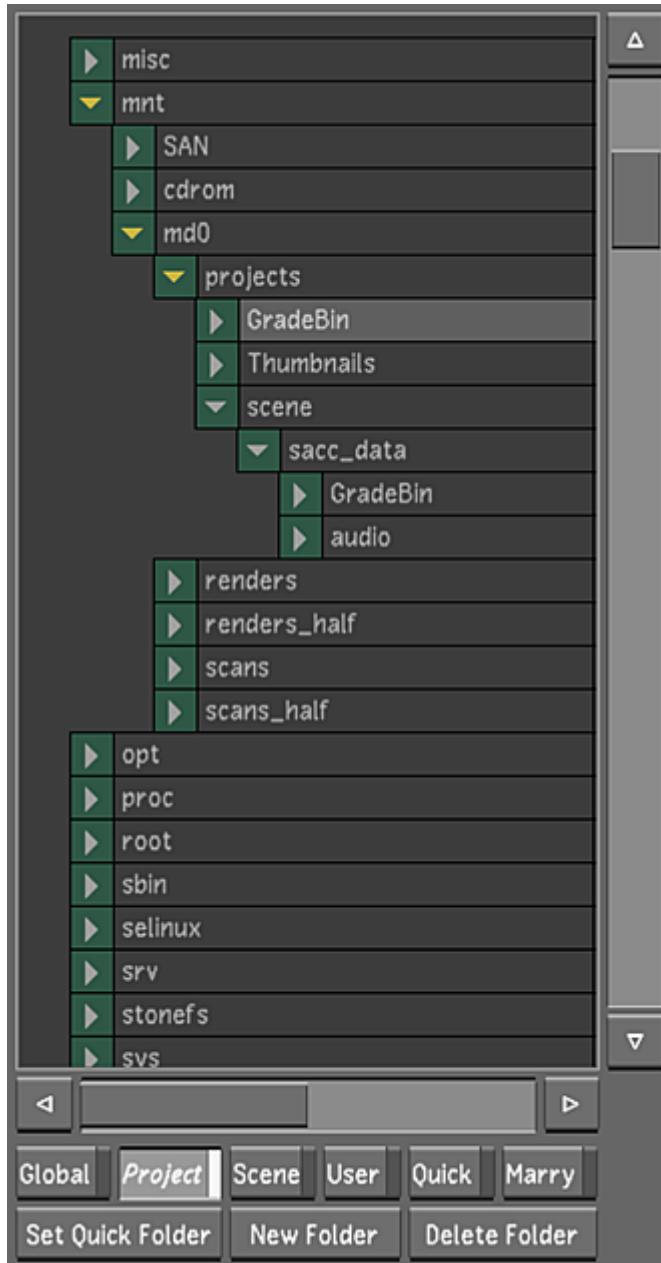 misc
mnt
SAN
cdrom
md0
projects
GradeBin
Thumbnails
scene
sacc_data
GradeBin
audio
renders
renders_half
scans
scans_half
opt
proc
root
sbin
selinux
srv
stonefs
sys
Global Project Scene User Quick Marry
Set Quick Folder New Folder Delete Folder